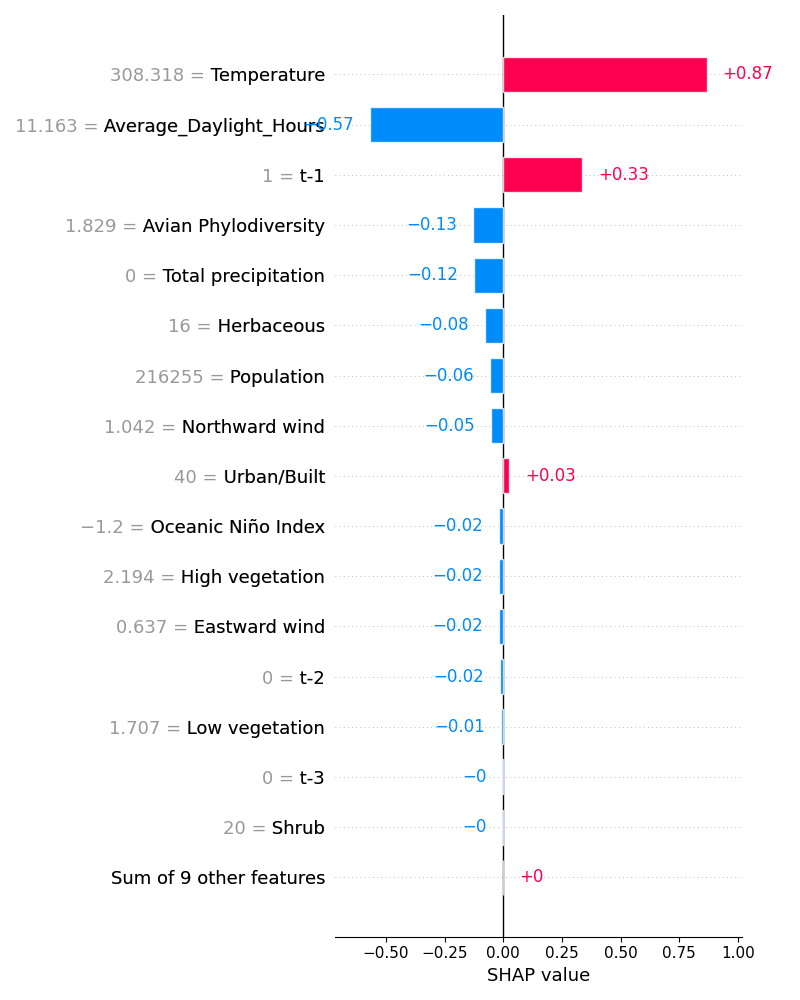 308.318 = Temperature +0.87
11.163 = Average_Daylight_Hours −0.57
1 = t-1 +0.33
1.829 = Avian Phylodiversity −0.13
0 = Total precipitation −0.12
16 = Herbaceous −0.08
216255 = Population −0.06
1.042 = Northward wind −0.05
40 = Urban/Built +0.03
−1.2 = Oceanic Niño Index −0.02
2.194 = High vegetation −0.02
0.637 = Eastward wind −0.02
0 = t-2 −0.02
1.707 = Low vegetation −0.01
0 = t-3 −0
20 = Shrub −0
Sum of 9 other features +0
−0.50 −0.25 0.00 0.25 0.50 0.75 1.00
SHAP value